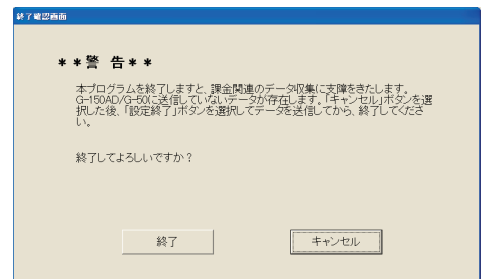 終了確認画面
**警 告**
本プログラムを終了しますと、課金関連のデータ収集に支障をきたします。
G-150AD/G-50に送信していないデータが存在します。「キャンセル」ボタンを選
択した後、「設定終了」ボタンを選択してデータを送信してから、終了してくださ
い。
終了してよろしいですか？
終了
キャンセル